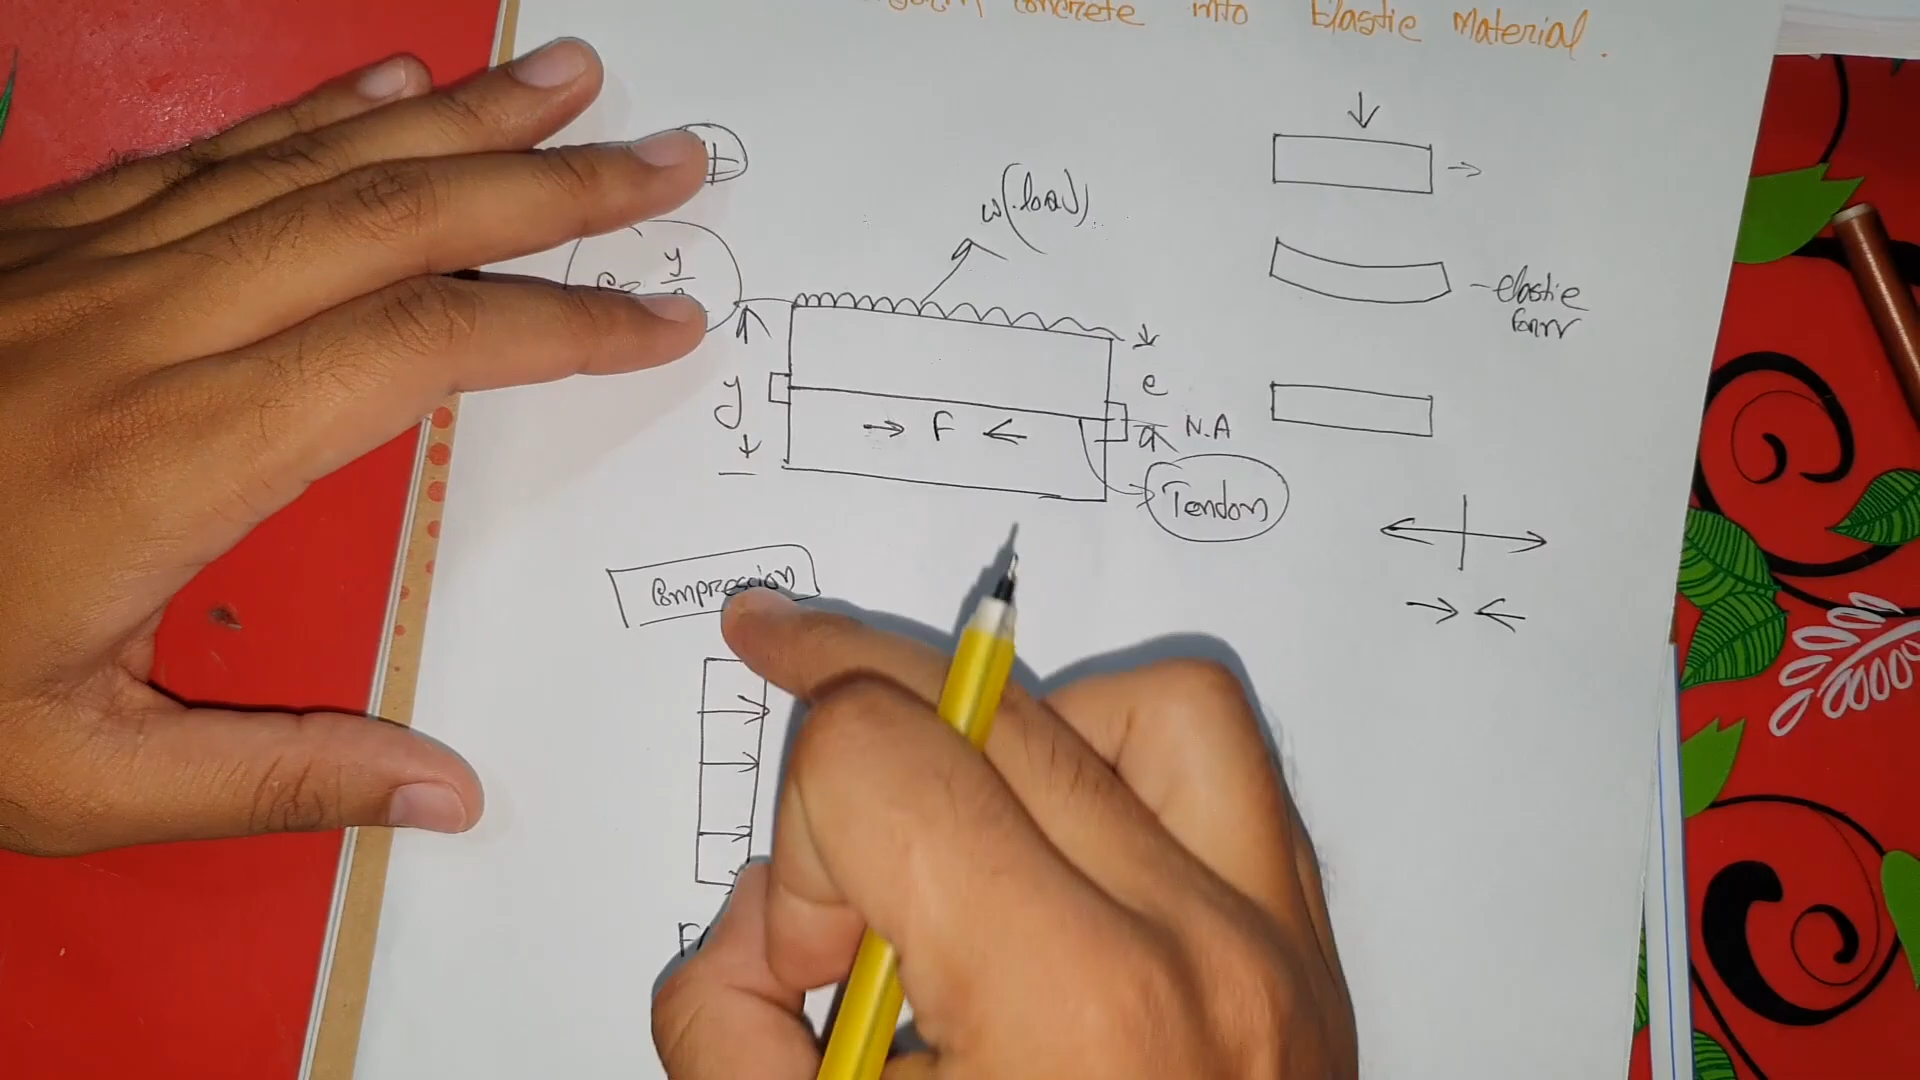 concrete into Elastic Material.
w(load)
y
y
e
elastic
form
F
N.A
Tendon
Compression
F